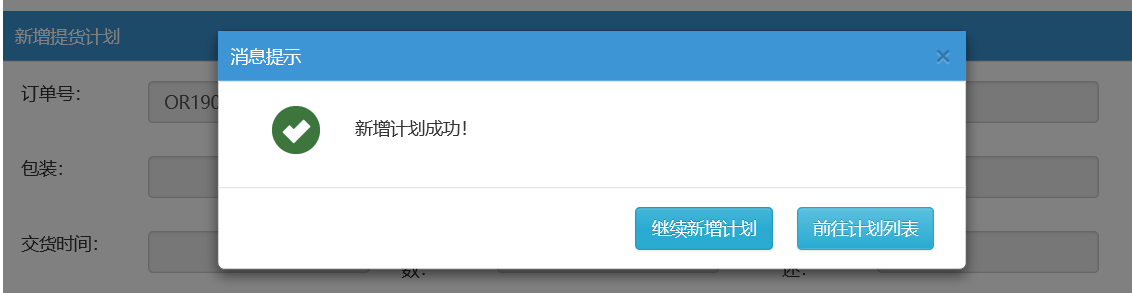 新增提货计划
消息提示
×
订单号：
OR190
新增计划成功！
包装：
继续新增计划
前往计划列表
交货时间：
数：
述：